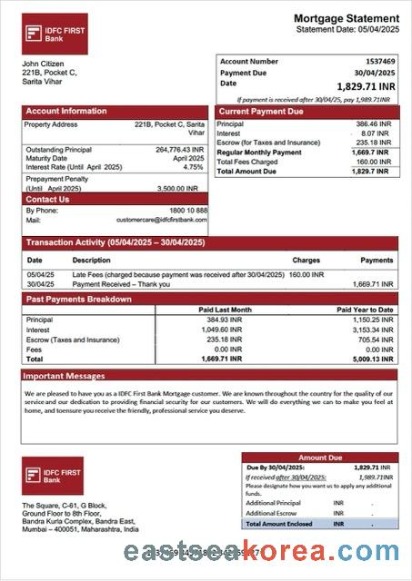 IDFC FIRST
Bank
Mortgage Statement
Statement Date: 05/04/2025
John Citizen
221B, Pocket C,
Sarita Vihar
Account Number 1537469
Payment Due 30/04/2025
Date 1,829.71 INR
If payment is received after 30/04/25, pay 1,989.71INR
Account Information
Property Address 221B, Pocket C, Sarita
Vihar
Outstanding Principal 264,776.43 INR
Maturity Date April 2025
Interest Rate (Until April 2025) 4.75%
Prepayment Penalty
(Until April 2025) 3,500.00 INR
Contact Us
By Phone: 1800 10 888
Mail: customercare@idfcfirstbank.com
Current Payment Due
Principal 386.46 INR
Interest 8.07 INR
Escrow (for Taxes and Insurance) 235.18 INR
Regular Monthly Payment 1,669.7 INR
Total Fees Charged 160.00 INR
Total Amount Due 1,829.7 INR
Transaction Activity (05/04/2025 – 30/04/2025)
Date Description Charges Payments
05/04/25 Late Fees (charged because payment was received after 30/04/2025) 160.00 INR
30/04/25 Payment Received – Thank you 1,669.71 INR
Past Payments Breakdown
Paid Last Month Paid Year to Date
Principal 384.93 INR 1,150.25 INR
Interest 1,049.60 INR 3,153.34 INR
Escrow (Taxes and Insurance) 235.18 INR 705.54 INR
Fees 0.00 INR 0.00 INR
Total 1,669.71 INR 5,009.13 INR
Important Messages
We are pleased to have you as a IDFC First Bank Mortgage customer. We are known throughout the country for the quality of our
service and our dedication to providing financial security for our customers. We will do everything we can to make you feel at
home, and toensure you receive the friendly, professional service you deserve.
IDFC FIRST
Bank
The Square, C-61, G Block,
Ground Floor to 8th Floor,
Bandra Kurla Complex, Bandra East,
Mumbai – 400051, Maharashtra, India
Amount Due
Due By 30/04/2025: 1,829.71 INR
If received after 30/04/2025: 1,989.71INR
Please designate how you want us to apply any additional
funds.
Additional Principal INR .
Additional Escrow INR .
Total Amount Enclosed INR .
eastseakorea.com